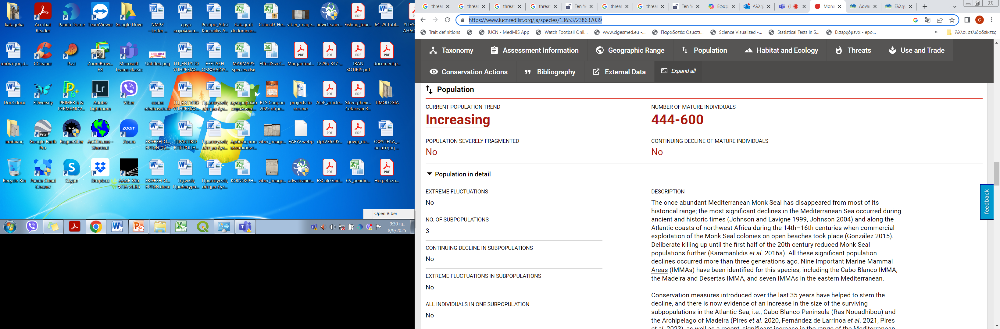 katagelia
Acrobat Reader
Panda Dome
TeamViewer
Google Drive
NMPZ --Letter ...
εργο κεφαλονια....
Protipo_Aitisi Kanonikis A...
Katagrafi dedomeno...
CohenD-He...
viber_image...
adwcleaner...
Fishing_tour...
64-29.Tabl...
απάντηση.d...
CCleaner
Past
ZoomBrow... EX
Microsoft Teams classic
Untitled.png
Π1_ΕΝΤΥΠΟ ΥΠΗΡΕΣΙΑΣ...
ΕΞΕΤΑΣΗ ΟΜΦΑΛΙΟΥ...
MARMAPS species.xlsx
EffectSizeC...
Margaritoul...
12296-337-...
IBAN SOTIRIS.pdf
document.p...
Doc3.docx
FDiversity
PRIMER 6 & PERMANOV...
Adobe Lightroom
Viber
codes efedros.docx
Π1_ΕΝΤΥΠΟ ΥΠΗΡΕΣΙΑΣ...
Πρωτογενές αίτημα έγκ...
αγκυροβολια κεφαλονια....
BTS Coupon 2025 ofipe...
projects to coome
AIeP_article...
Strengtheni... Cetacean R...
TIMOLOGIA
παιδικος
Google Earth Pro
RogueKiller
AnClim.exe - Shortcut
Zoom
ΕΚΘΕΣΗ-Ο... ΕΡΓΩΝ (1)....
ΠΡΑΚΤΙΚΟ ΕΠΙΤΡΟΠΗ...
Πρωτογενές αίτημα έγκ...
Δράσεις που υλοποιούντ...
viber_image...
ΕΔΕΥ2.webp
dpk236395...
govgr_do...
ΟΦΥΠΕΚΑ_... σε αίτηση ...
Recycle Bin
Panda Cloud Cleaner
Skype
Dropbox
ΑΑΔΕ 39α ΦΠΑ v1.0.5
ΕΚΘΕΣΗ-Ο... ΕΡΓΩΝ.docx
Τεχνικές Προδιαγρα...
Πρωτογενές αίτημα έγκ...
ΚΟΙΝΟΧΡΗ...
viber_image...
adwcleaner...
ESCalcGuid...
CV_pendin...
Herpetozo...
Open Viber
9:30 πμ
8/9/2025
https://www.iucnredlist.org/ja/species/13653/238637039
Trait definitions
IUCN - MedMIS App
Watch Football Onli...
www.cigesmed.eu •...
Παραδοτέα Θεματι...
Science Visualized •...
Statistical Tests in S...
Εισερχόμενα - epo...
Άλλοι σελιδοδείκτες
Taxonomy Assessment Information Geographic Range Population Habitat and Ecology Threats Use and Trade
Conservation Actions Bibliography External Data Expand all
Population
CURRENT POPULATION TREND
Increasing
NUMBER OF MATURE INDIVIDUALS
444-600
POPULATION SEVERELY FRAGMENTED
No
CONTINUING DECLINE OF MATURE INDIVIDUALS
No
Population in detail
EXTREME FLUCTUATIONS
No
NO. OF SUBPOPULATIONS
3
CONTINUING DECLINE IN SUBPOPULATIONS
No
EXTREME FLUCTUATIONS IN SUBPOPULATIONS
No
ALL INDIVIDUALS IN ONE SUBPOPULATION
No
DESCRIPTION
The once abundant Mediterranean Monk Seal has disappeared from most of its
historical range; the most significant declines in the Mediterranean Sea occurred during
ancient and historic times (Johnson and Lavigne 1999, Johnson 2004) and along the
Atlantic coasts of northwest Africa during the 14th–16th centuries when commercial
exploitation of the Monk Seal colonies on open beaches took place (González 2015).
Deliberate killing up until the first half of the 20th century reduced Monk Seal
populations further (Karamanlidis et al. 2016a). All these significant population
declines occurred more than three generations ago. Nine Important Marine Mammal
Areas (IMMAs) have been identified for this species, including the Cabo Blanco IMMA,
the Madeira and Desertas IMMA, and seven IMMAs in the eastern Mediterranean.
Conservation measures introduced over the last 35 years have helped to stem the
decline, and there is now evidence of an increase in the size of the surviving
subpopulations in the Atlantic Sea, i.e., Cabo Blanco Peninsula (Ras Nouadhibou) and
the Archipelago of Madeira (Pires et al. 2020, Fernández de Larrinoa et al. 2021, Pires
et al. 2023), as well as a recent, significant increase in the range of the Mediterranean
feedback